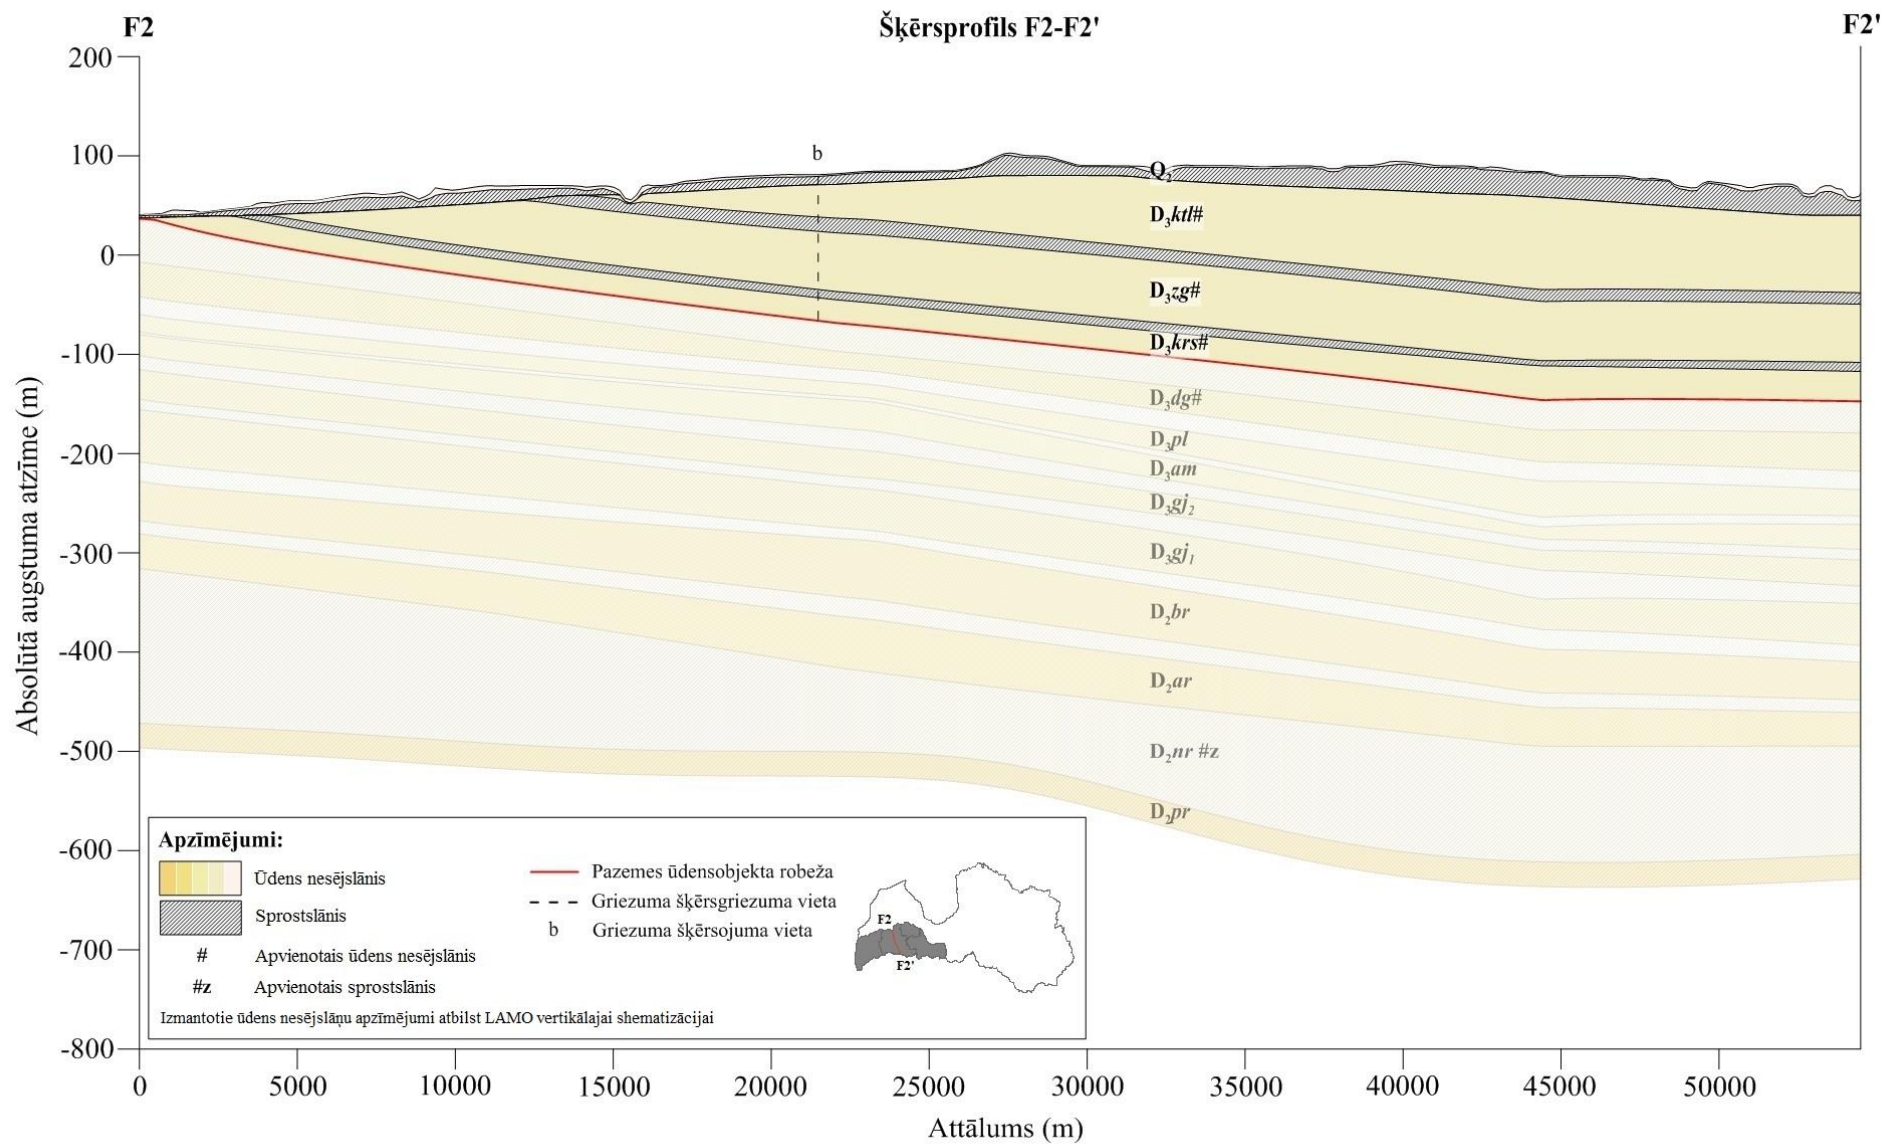 F2
Šķērsprofils F2-F2'
F2'
Absolūtā augstuma atzīme (m)
200
100
0
-100
-200
-300
-400
-500
-600
-700
-800
b
Q₂
D₃ktl#
D₃zg#
D₃krs#
D₃dg#
D₃pl
D₃am
D₃gj₂
D₃gj₁
D₂br
D₂ar
D₂nr #z
D₂pr
Apzīmējumi:
Ūdens nesējslānis
Sprostslānis
# Apvienotais ūdens nesējslānis
#z Apvienotais sprostslānis
Pazemes ūdensobjekta robeža
Griezuma šķērsgriezuma vieta
b Griezuma šķērsojuma vieta
F2
F2'
Izmantotie ūdens nesējslāņu apzīmējumi atbilst LAMO vertikālajai shematizācijai
0 5000 10000 15000 20000 25000 30000 35000 40000 45000 50000
Attālums (m)